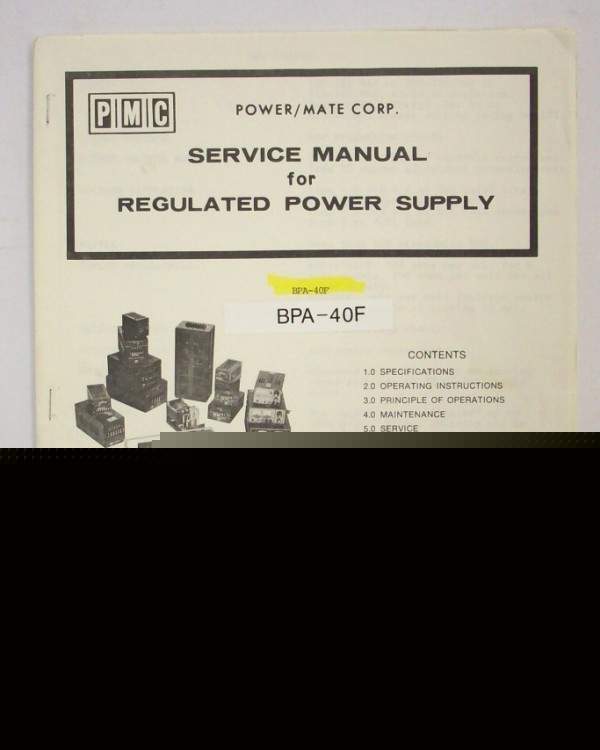 PMC
POWER/MATE CORP.
SERVICE MANUAL
for
REGULATED POWER SUPPLY
BPA-40F
BPA-40F
CONTENTS
1.0 SPECIFICATIONS
2.0 OPERATING INSTRUCTIONS
3.0 PRINCIPLE OF OPERATIONS
4.0 MAINTENANCE
5.0 SERVICE